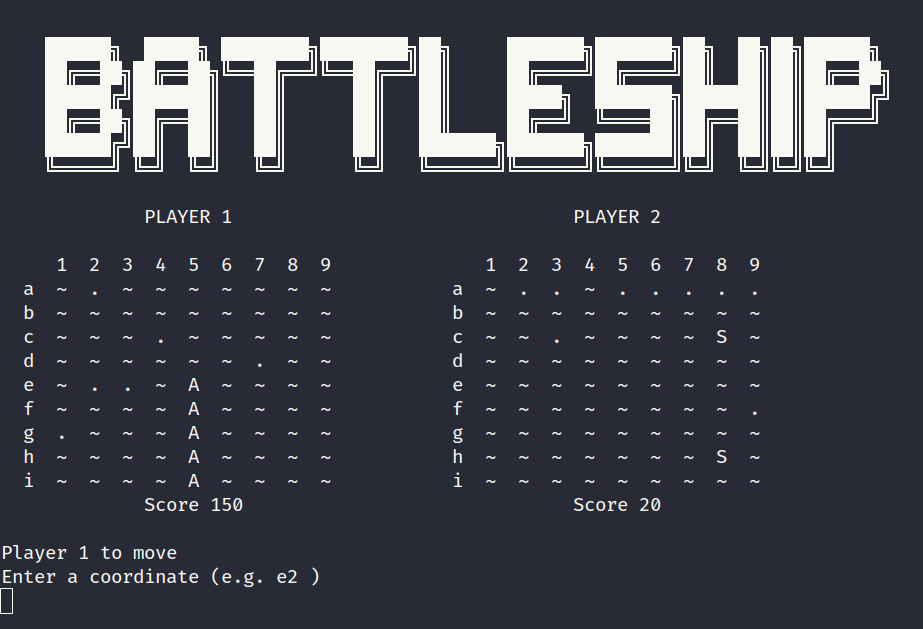 BATTLESHIP
PLAYER 1 PLAYER 2
1 2 3 4 5 6 7 8 9 1 2 3 4 5 6 7 8 9
a ~ . ~ ~ ~ ~ ~ ~ ~ a ~ . . ~ . . . . .
b ~ ~ ~ ~ ~ ~ ~ ~ ~ b ~ ~ ~ ~ ~ ~ ~ ~ ~
c ~ ~ ~ . ~ ~ ~ ~ ~ c ~ ~ . ~ ~ ~ ~ S ~
d ~ ~ ~ ~ ~ ~ . ~ ~ d ~ ~ ~ ~ ~ ~ ~ ~ ~
e ~ . . ~ A ~ ~ ~ ~ e ~ ~ ~ ~ ~ ~ ~ ~ ~
f ~ ~ ~ ~ A ~ ~ ~ ~ f ~ ~ ~ ~ ~ ~ ~ ~ .
g . ~ ~ ~ A ~ ~ ~ ~ g ~ ~ ~ ~ ~ ~ ~ ~ ~
h ~ ~ ~ ~ A ~ ~ ~ ~ h ~ ~ ~ ~ ~ ~ ~ S ~
i ~ ~ ~ ~ A ~ ~ ~ ~ i ~ ~ ~ ~ ~ ~ ~ ~ ~
Score 150 Score 20
Player 1 to move
Enter a coordinate (e.g. e2 )